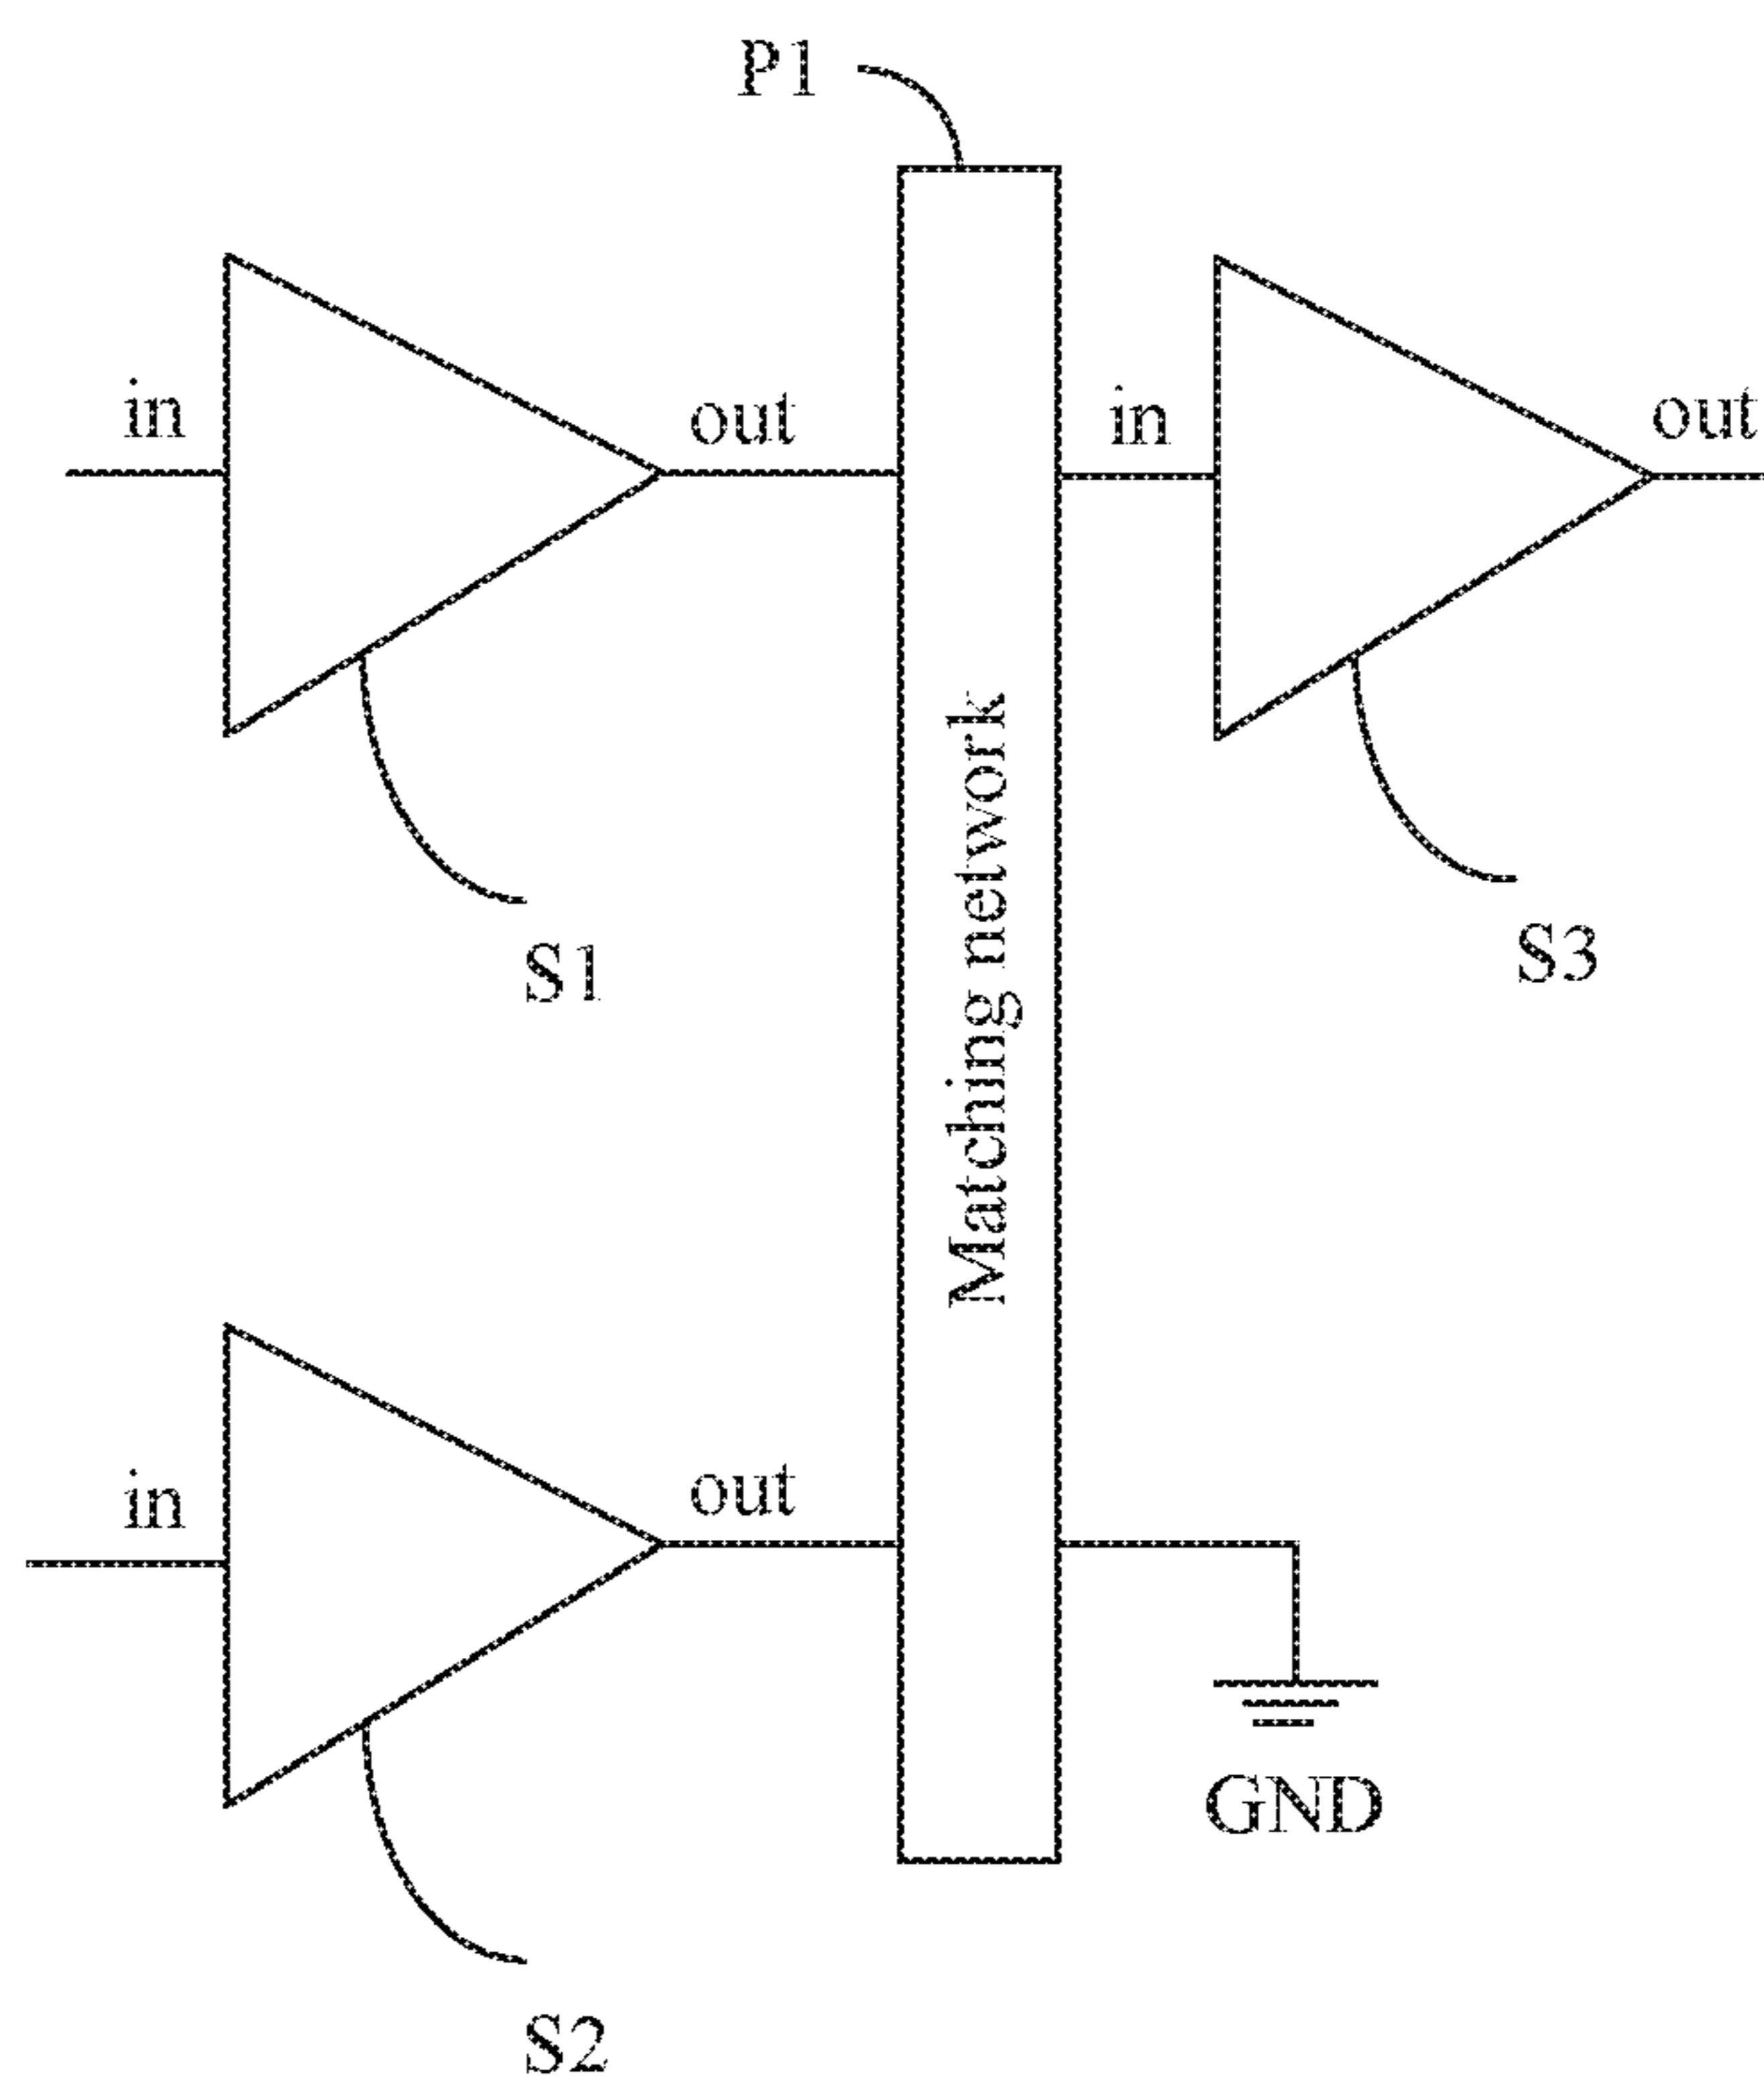 P1
in
out
in
out
S1
S3
Matching network
in
out
GND
S2